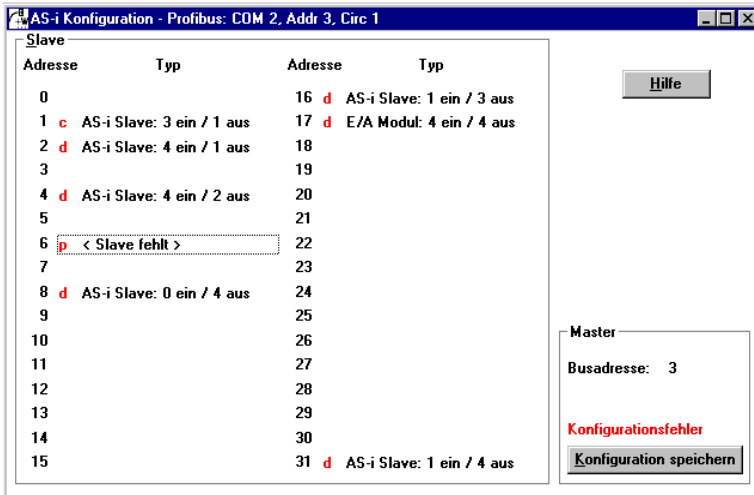 AS-i Konfiguration - Profibus: COM 2, Addr 3, Circ 1
Slave
Adresse Typ Adresse Typ
0 16 d AS-i Slave: 1 ein / 3 aus
1 c AS-i Slave: 3 ein / 1 aus 17 d E/A Modul: 4 ein / 4 aus
2 d AS-i Slave: 4 ein / 1 aus 18
3 19
4 d AS-i Slave: 4 ein / 2 aus 20
5 21
6 p < Slave fehlt > 22
7 23
8 d AS-i Slave: 0 ein / 4 aus 24
9 25
10 26
11 27
12 28
13 29
14 30
15 31 d AS-i Slave: 1 ein / 4 aus
Hilfe
Master
Busadresse: 3
Konfigurationsfehler
Konfiguration speichern